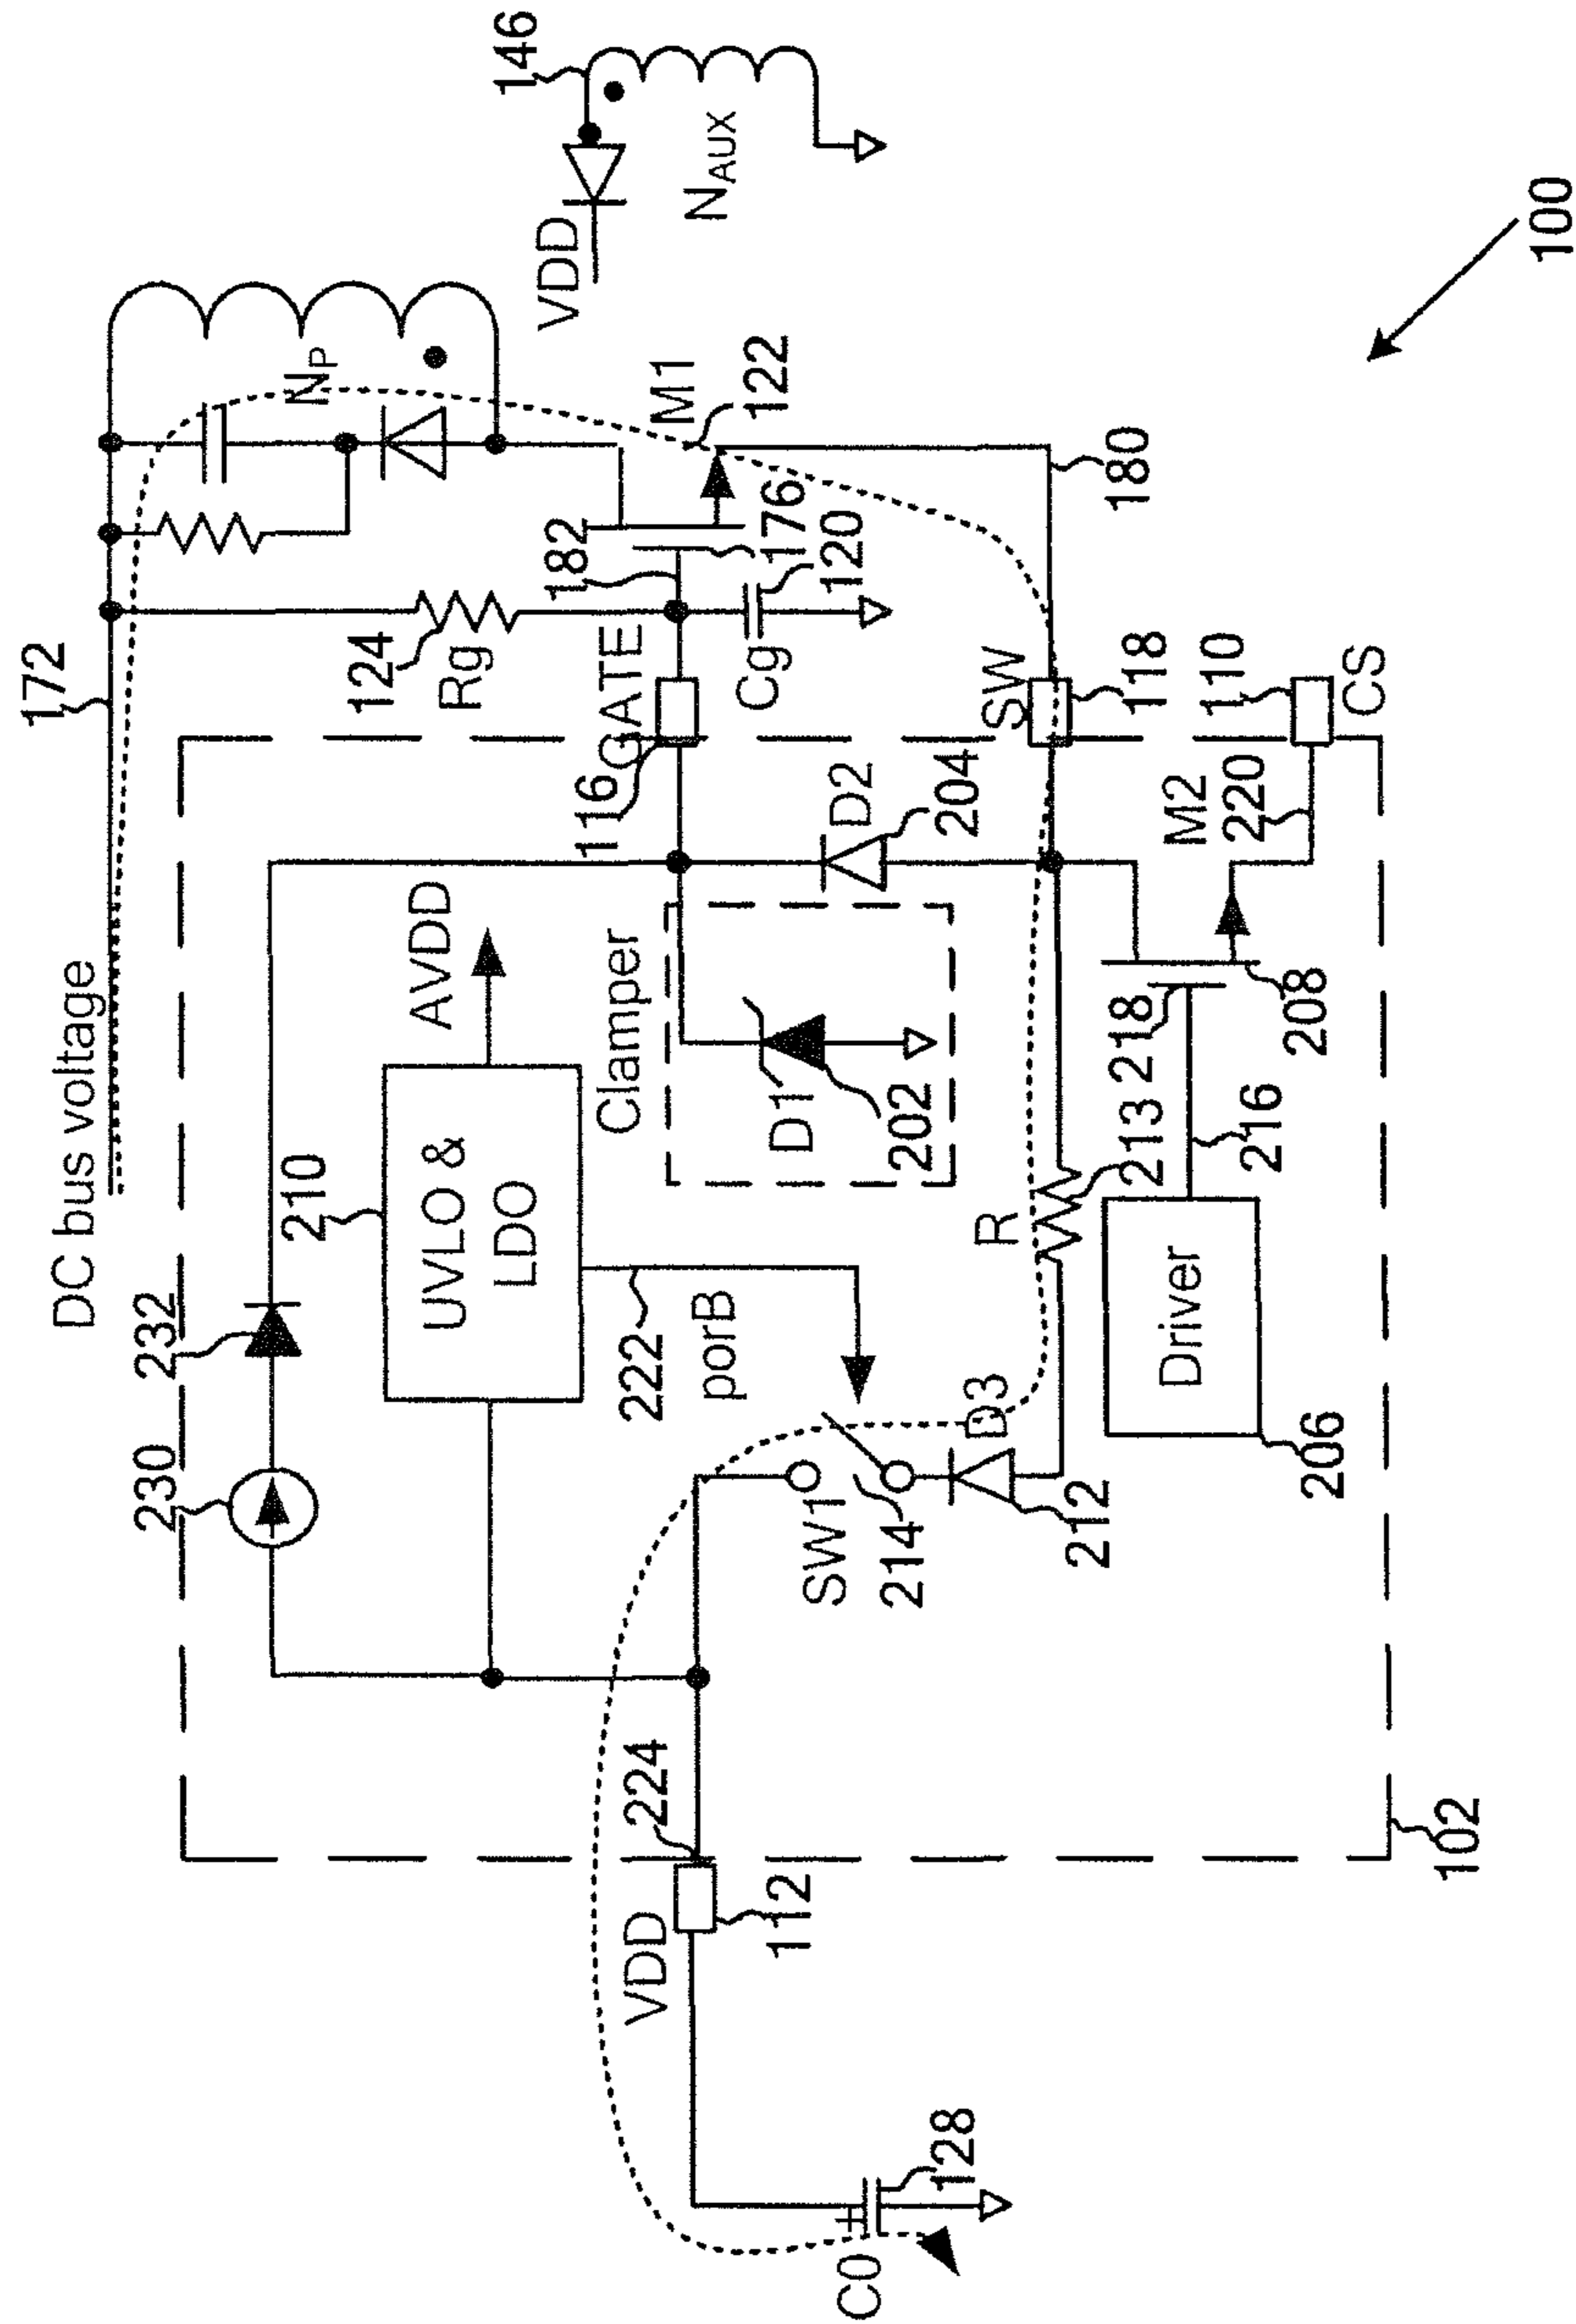 DC bus voltage
172
230
232
210
UVLO &
LDO
AVDD
124
Rg
N_P
146
VDD
N_AUX
182
M1
122
176
120
Cg
GATE
116
Clamper
D1
202
D2
204
222
porB
SW1
214
D3
212
R
213
SW
118
180
110
CS
M2
220
218
208
216
Driver
206
VDD
224
112
C0
128
102
100